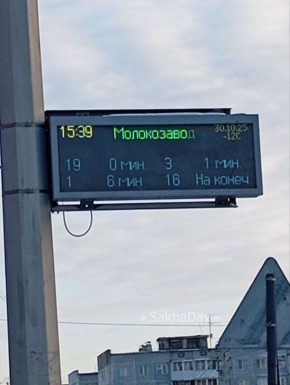 15:39 Молокозавод 30.10.25
-12C
19 0 мин. 3 1 мин.
1 6 мин 16 На конеч.
SakhaDay